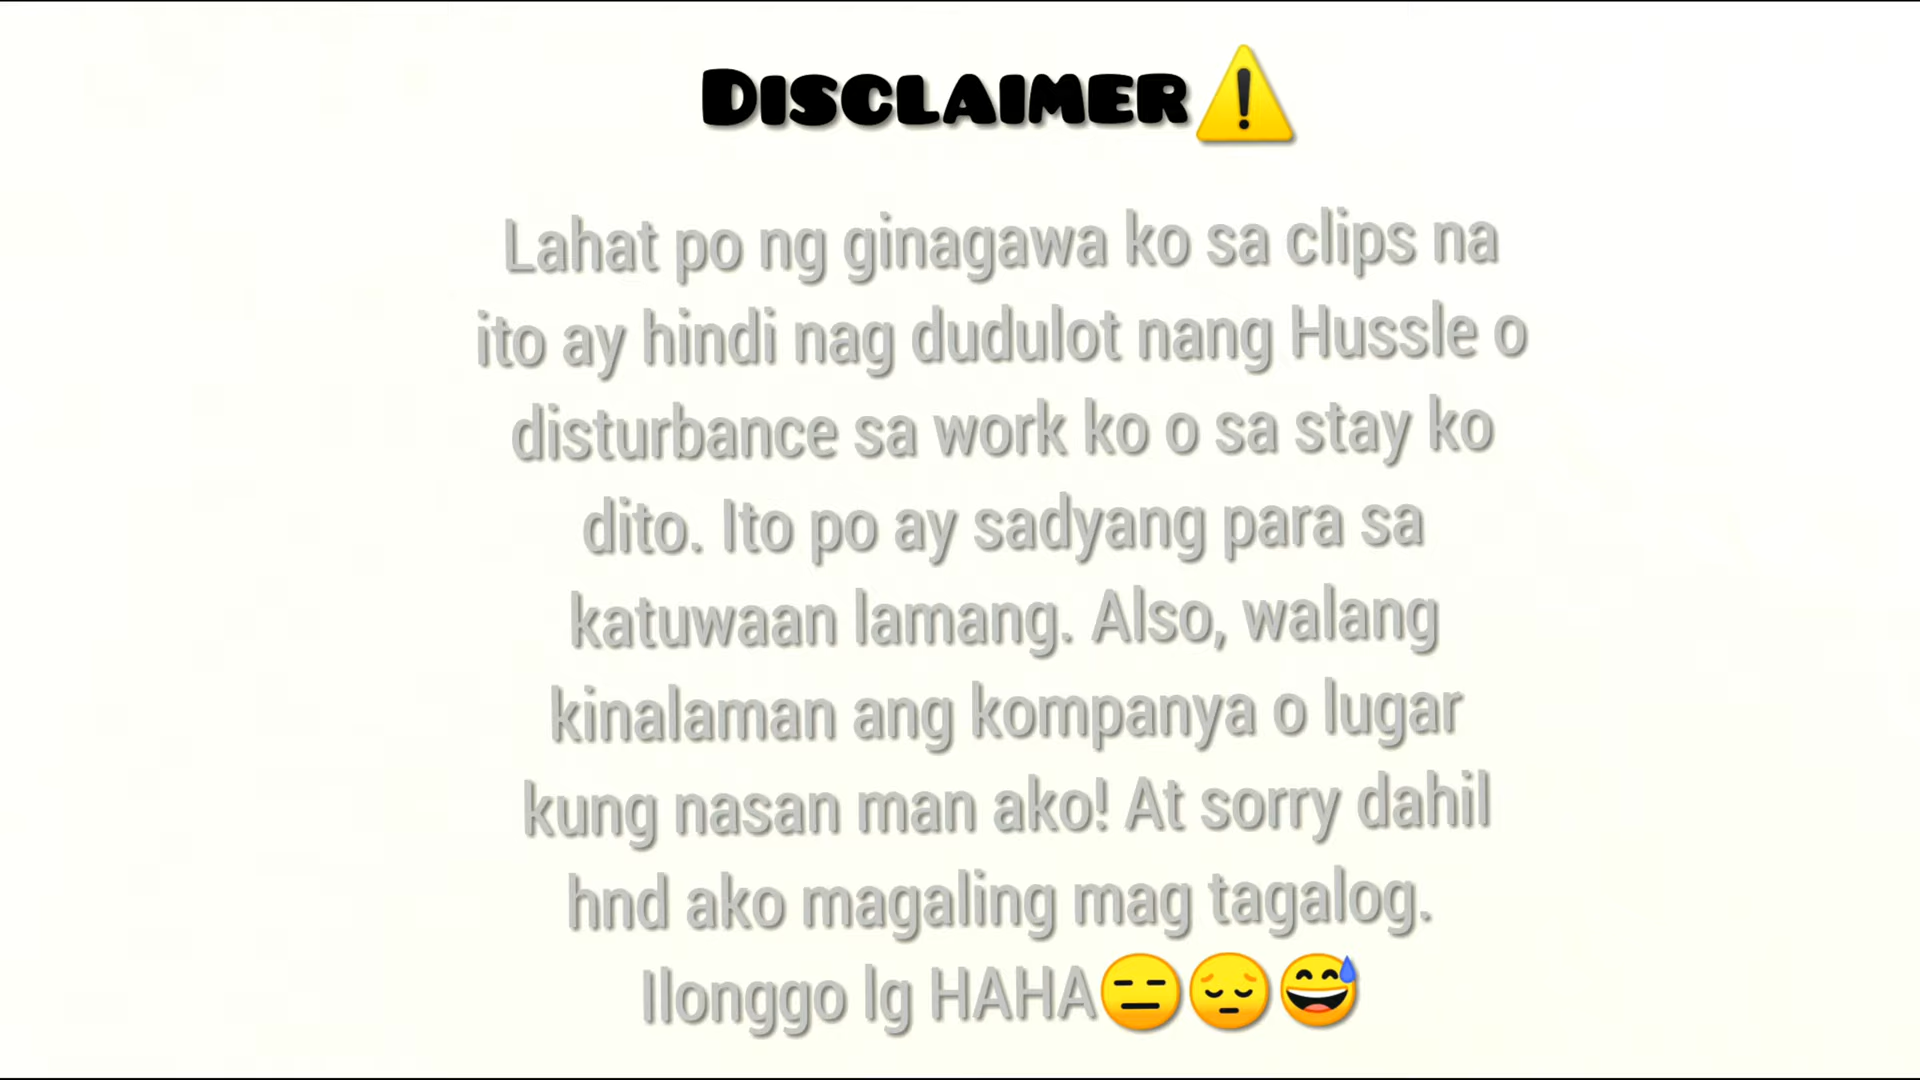 DISCLAIMER⚠️
Lahat po ng ginagawa ko sa clips na
ito ay hindi nag dudulot nang Hussle o
disturbance sa work ko o sa stay ko
dito. Ito po ay sadyang para sa
katuwaan lamang. Also, walang
kinalaman ang kompanya o lugar
kung nasan man ako! At sorry dahil
hnd ako magaling mag tagalog.
Ilonggo lg HAHA😑😔😅